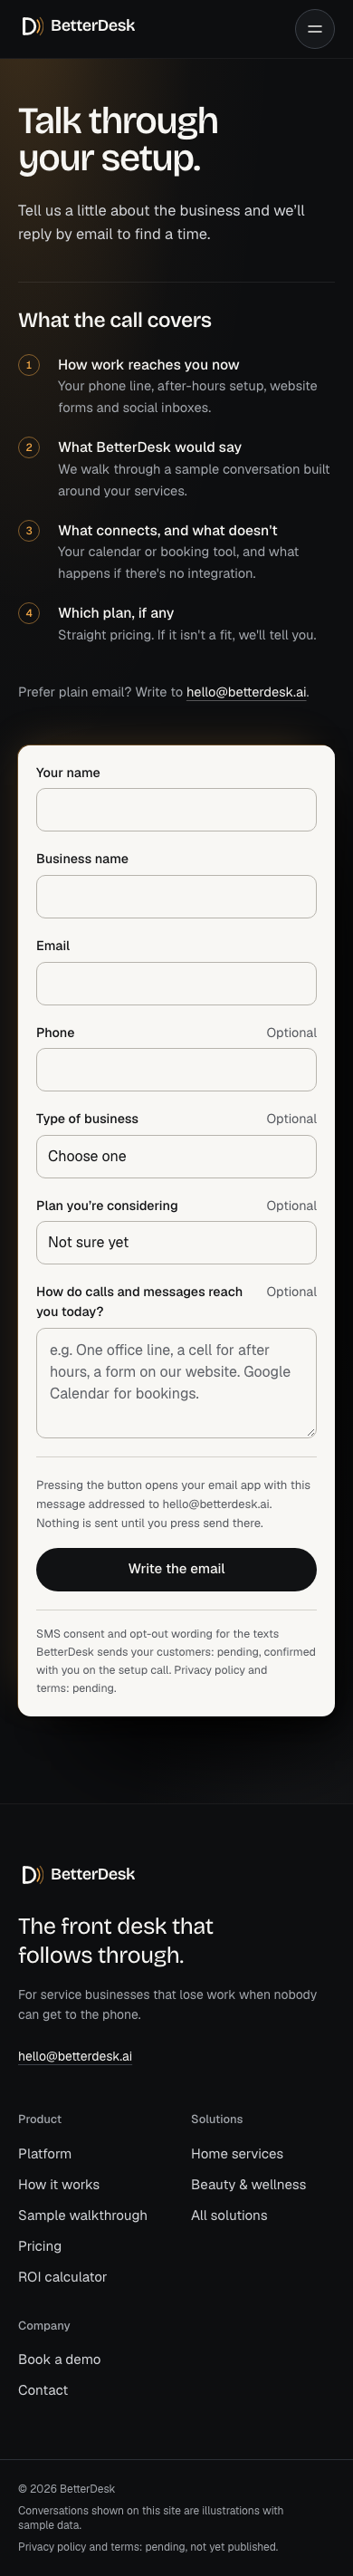 BetterDesk
Talk through
your setup.
Tell us a little about the business and we’ll
reply by email to find a time.
What the call covers
1 How work reaches you now
Your phone line, after-hours setup, website
forms and social inboxes.
2 What BetterDesk would say
We walk through a sample conversation built
around your services.
3 What connects, and what doesn't
Your calendar or booking tool, and what
happens if there's no integration.
4 Which plan, if any
Straight pricing. If it isn't a fit, we'll tell you.
Prefer plain email? Write to hello@betterdesk.ai.
Your name
Business name
Email
Phone Optional
Type of business Optional
Choose one
Plan you’re considering Optional
Not sure yet
How do calls and messages reach Optional
you today?
e.g. One office line, a cell for after
hours, a form on our website. Google
Calendar for bookings.
Pressing the button opens your email app with this
message addressed to hello@betterdesk.ai.
Nothing is sent until you press send there.
Write the email
SMS consent and opt-out wording for the texts
BetterDesk sends your customers: pending, confirmed
with you on the setup call. Privacy policy and
terms: pending.
BetterDesk
The front desk that
follows through.
For service businesses that lose work when nobody
can get to the phone.
hello@betterdesk.ai
Product
Platform
How it works
Sample walkthrough
Pricing
ROI calculator
Solutions
Home services
Beauty & wellness
All solutions
Company
Book a demo
Contact
© 2026 BetterDesk
Conversations shown on this site are illustrations with
sample data.
Privacy policy and terms: pending, not yet published.